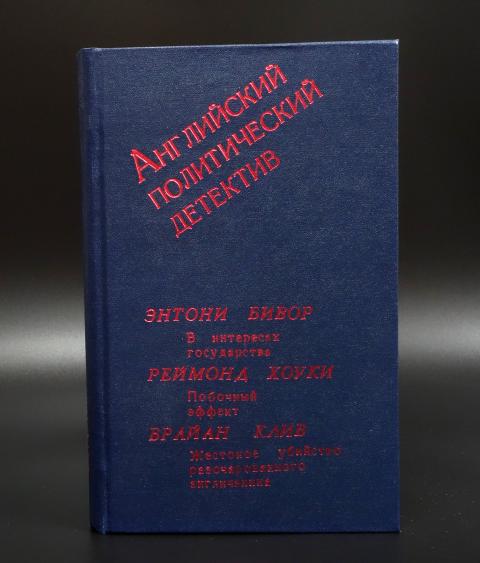 Английский
политический
детектив
ЭНТОНИ БИВОР
В интересах
государства
РЕЙМОНД ХОУКИ
Побочный
эффект
БРАЙАН КЛИВ
Жестокое убийство
разочарованного
англичанина